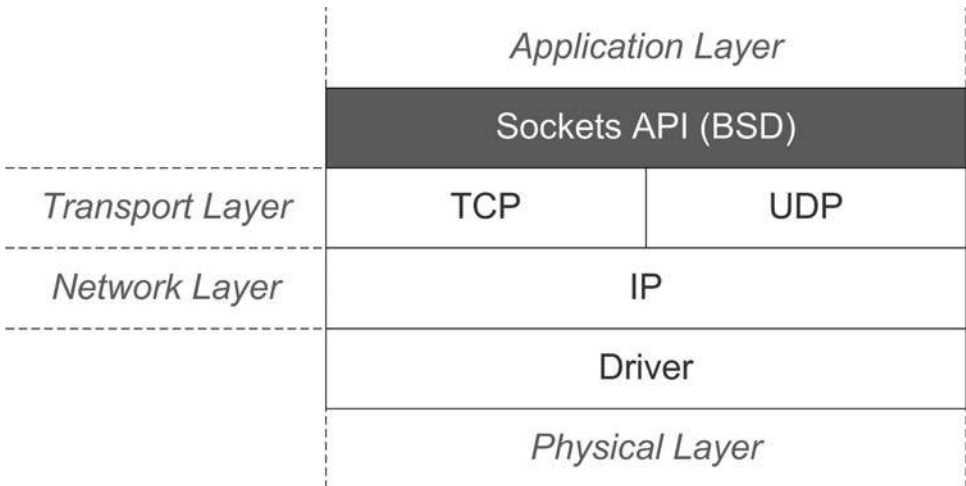 Application Layer
Sockets API (BSD)
Transport Layer TCP UDP
Network Layer IP
Driver
Physical Layer